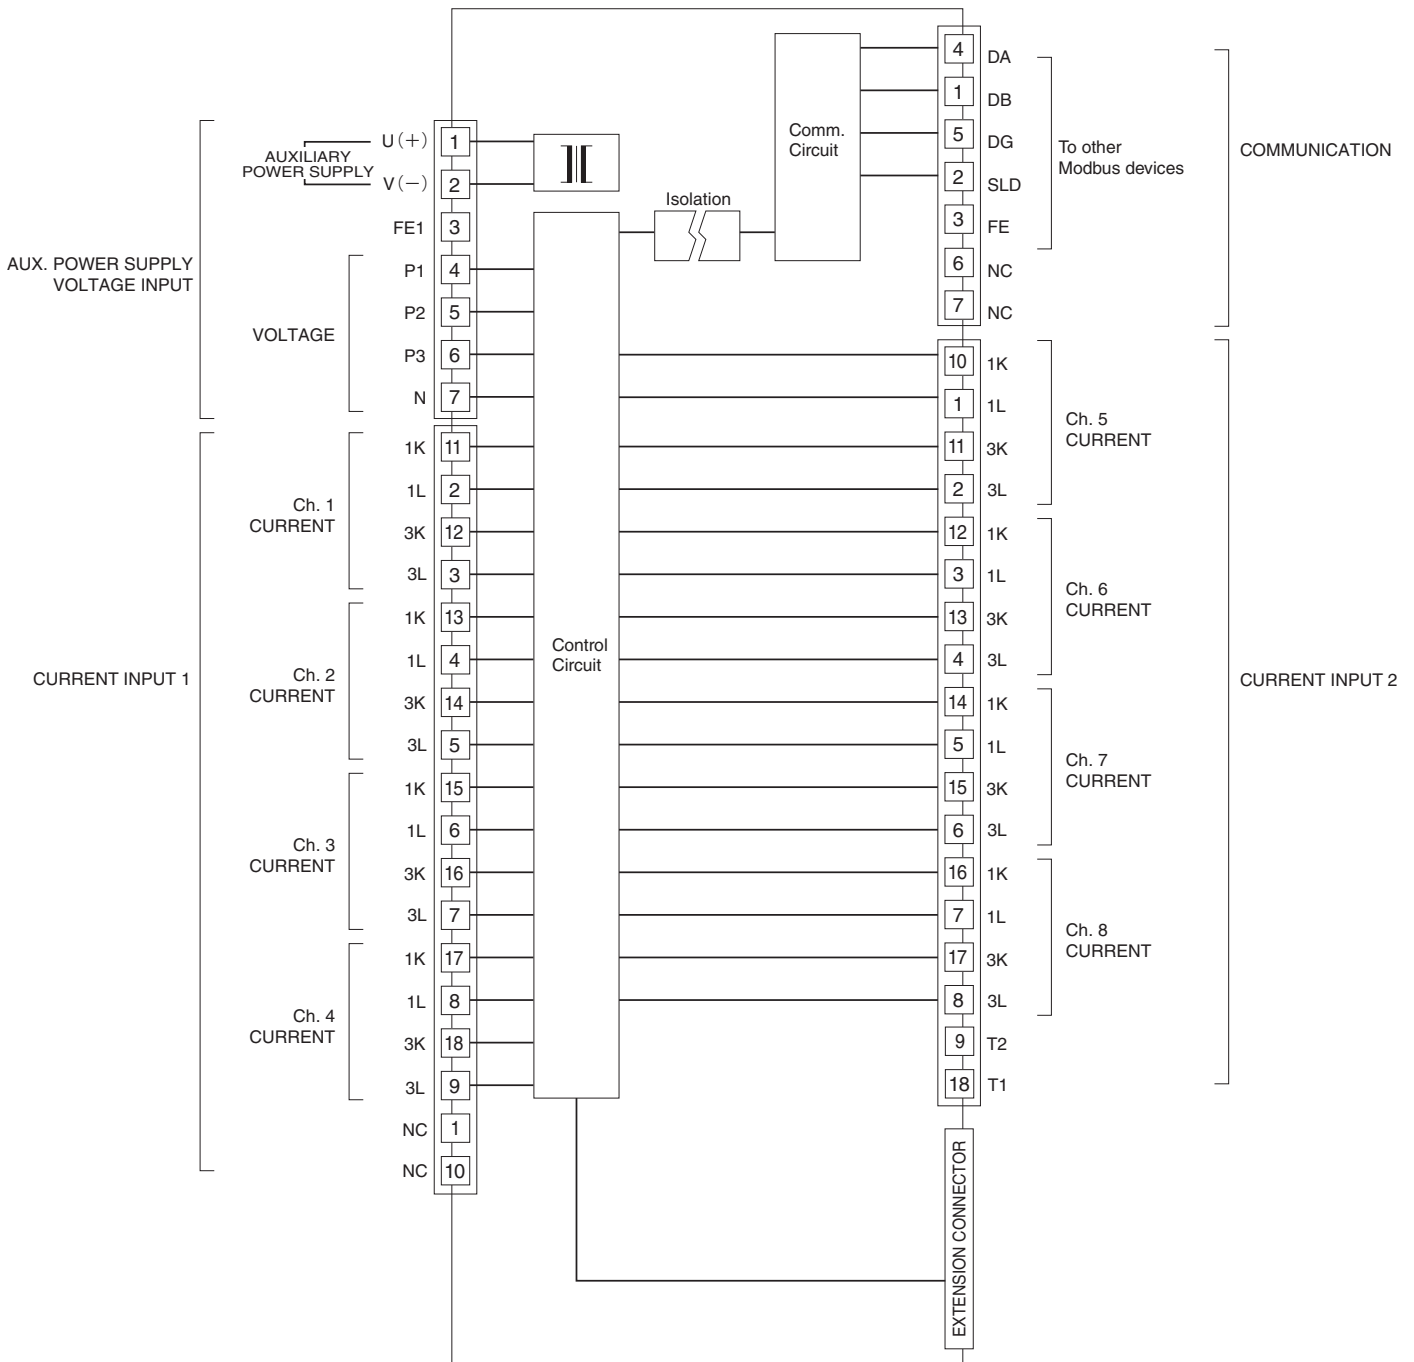 AUX. POWER SUPPLY
VOLTAGE INPUT
AUXILIARY
POWER SUPPLY
U(+) 1
V(−) 2
FE1 3
VOLTAGE
P1 4
P2 5
P3 6
N 7
CURRENT INPUT 1
Ch. 1
CURRENT
1K 11
1L 2
3K 12
3L 3
Ch. 2
CURRENT
1K 13
1L 4
3K 14
3L 5
Ch. 3
CURRENT
1K 15
1L 6
3K 16
3L 7
Ch. 4
CURRENT
1K 17
1L 8
3K 18
3L 9
NC 1
NC 10
Control
Circuit
Isolation
Comm.
Circuit
4 DA
1 DB
5 DG
2 SLD
3 FE
6 NC
7 NC
To other
Modbus devices
COMMUNICATION
10 1K
1 1L
11 3K
2 3L
Ch. 5
CURRENT
12 1K
3 1L
13 3K
4 3L
Ch. 6
CURRENT
14 1K
5 1L
15 3K
6 3L
Ch. 7
CURRENT
16 1K
7 1L
17 3K
8 3L
Ch. 8
CURRENT
9 T2
18 T1
CURRENT INPUT 2
EXTENSION CONNECTOR